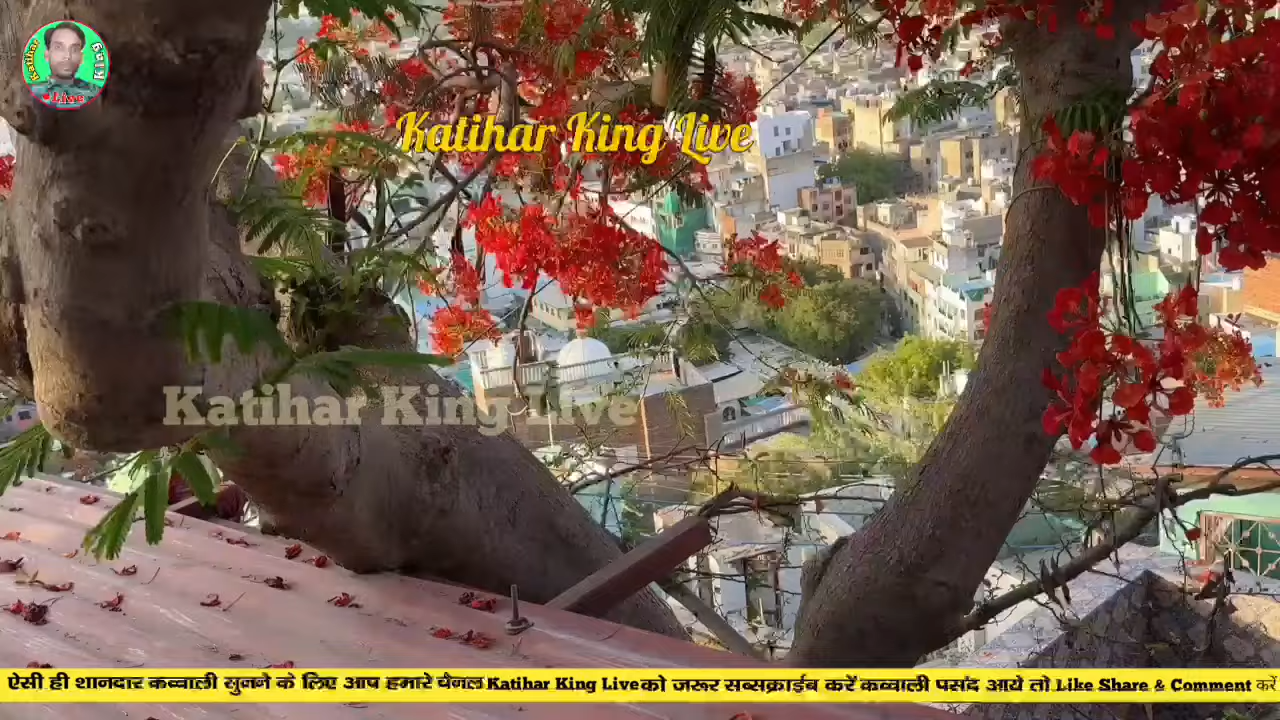 Katihar King
Live
Katihar King Live
Katihar King Live
ऐसी ही शानदार कव्वाली सुनने के लिए आप हमारे चैनल Katihar King Live को जरूर सब्सक्राईब करें कव्वाली पसंद आये तो Like Share & Comment करें